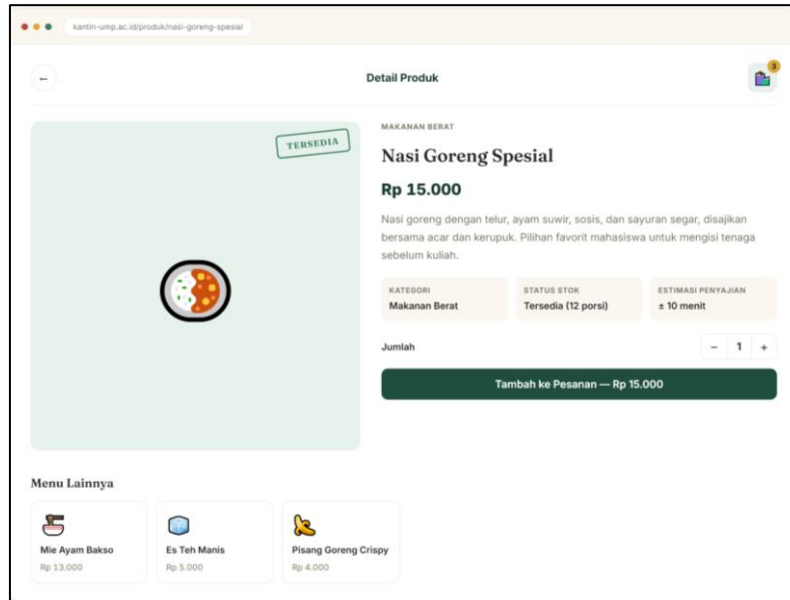 kantin-ump.ac.id/produk/nasi-goreng-spesial
←
Detail Produk
3
TERSEDIA
MAKANAN BERAT
Nasi Goreng Spesial
Rp 15.000
Nasi goreng dengan telur, ayam suwir, sosis, dan sayuran segar, disajikan
bersama acar dan kerupuk. Pilihan favorit mahasiswa untuk mengisi tenaga
sebelum kuliah.
KATEGORI
Makanan Berat
STATUS STOK
Tersedia (12 porsi)
ESTIMASI PENYAJIAN
± 10 menit
Jumlah
− 1 +
Tambah ke Pesanan — Rp 15.000
Menu Lainnya
Mie Ayam Bakso
Rp 13.000
Es Teh Manis
Rp 5.000
Pisang Goreng Crispy
Rp 4.000